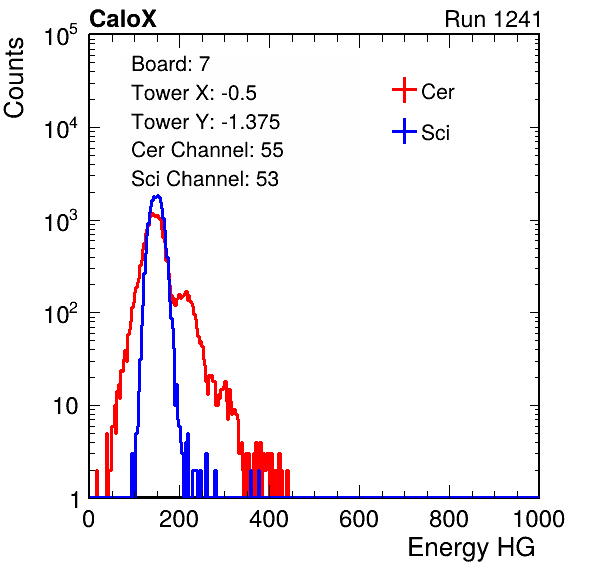 CaloX Run 1241
Counts
10^5
10^4
10^3
10^2
10
1
Board: 7
Tower X: -0.5
Tower Y: -1.375
Cer Channel: 55
Sci Channel: 53
Cer
Sci
0 200 400 600 800 1000
Energy HG